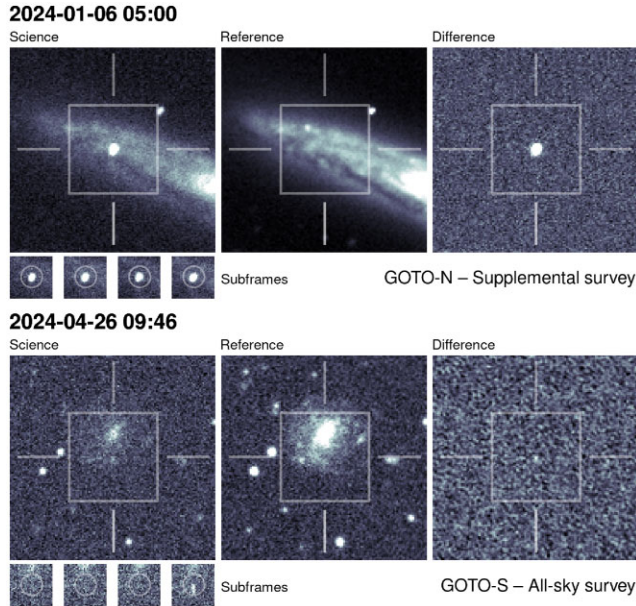 2024-01-06 05:00
Science Reference Difference
Subframes GOTO-N – Supplemental survey
2024-04-26 09:46
Science Reference Difference
Subframes GOTO-S – All-sky survey